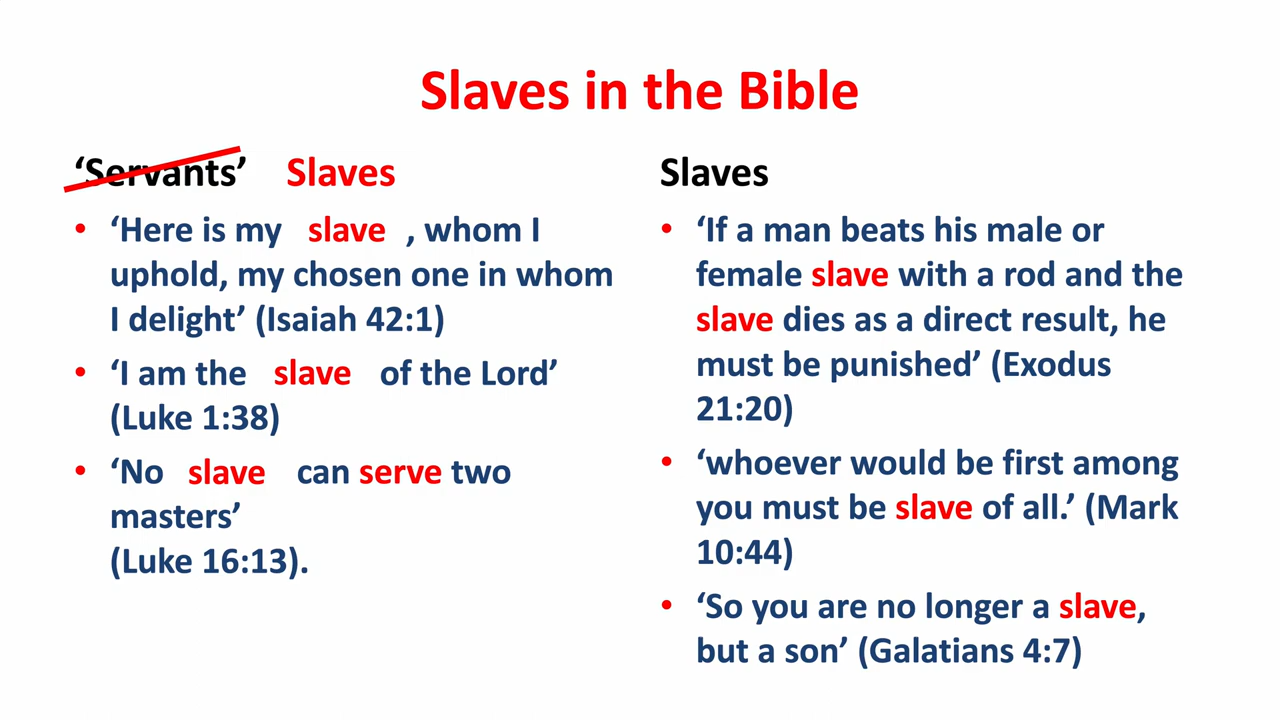 Slaves in the Bible
‘Servants’ Slaves
• ‘Here is my slave , whom I
uphold, my chosen one in whom
I delight’ (Isaiah 42:1)
• ‘I am the slave of the Lord’
(Luke 1:38)
• ‘No slave can serve two
masters’
(Luke 16:13).
Slaves
• ‘If a man beats his male or
female slave with a rod and the
slave dies as a direct result, he
must be punished’ (Exodus
21:20)
• ‘whoever would be first among
you must be slave of all.’ (Mark
10:44)
• ‘So you are no longer a slave,
but a son’ (Galatians 4:7)